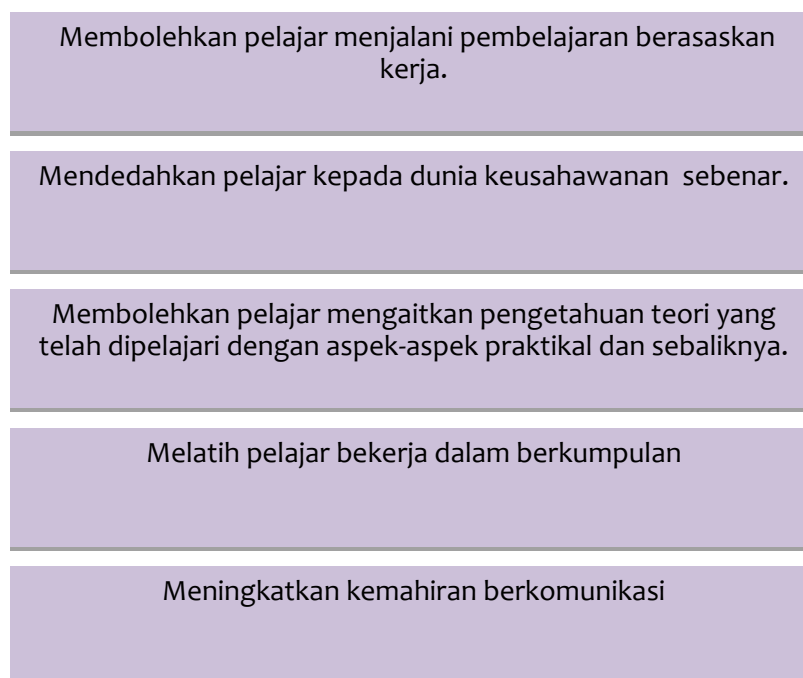 Membolehkan pelajar menjalani pembelajaran berasaskan
kerja.
Mendedahkan pelajar kepada dunia keusahawanan  sebenar.
Membolehkan pelajar mengaitkan pengetahuan teori yang
telah dipelajari dengan aspek-aspek praktikal dan sebaliknya.
Melatih pelajar bekerja dalam berkumpulan
Meningkatkan kemahiran berkomunikasi